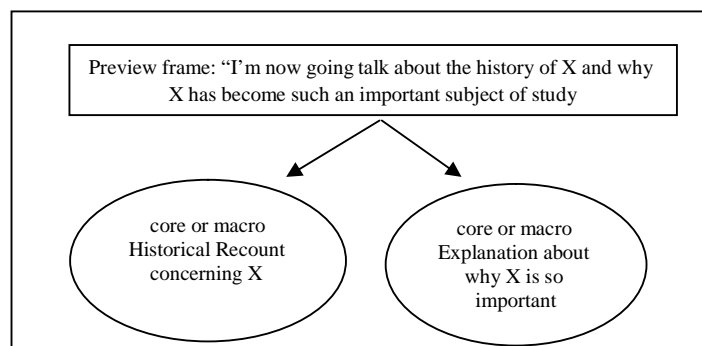 Preview frame: “I’m now going talk about the history of X and why
X has become such an important subject of study
core or macro
Historical Recount
concerning X
core or macro
Explanation about
why X is so
important